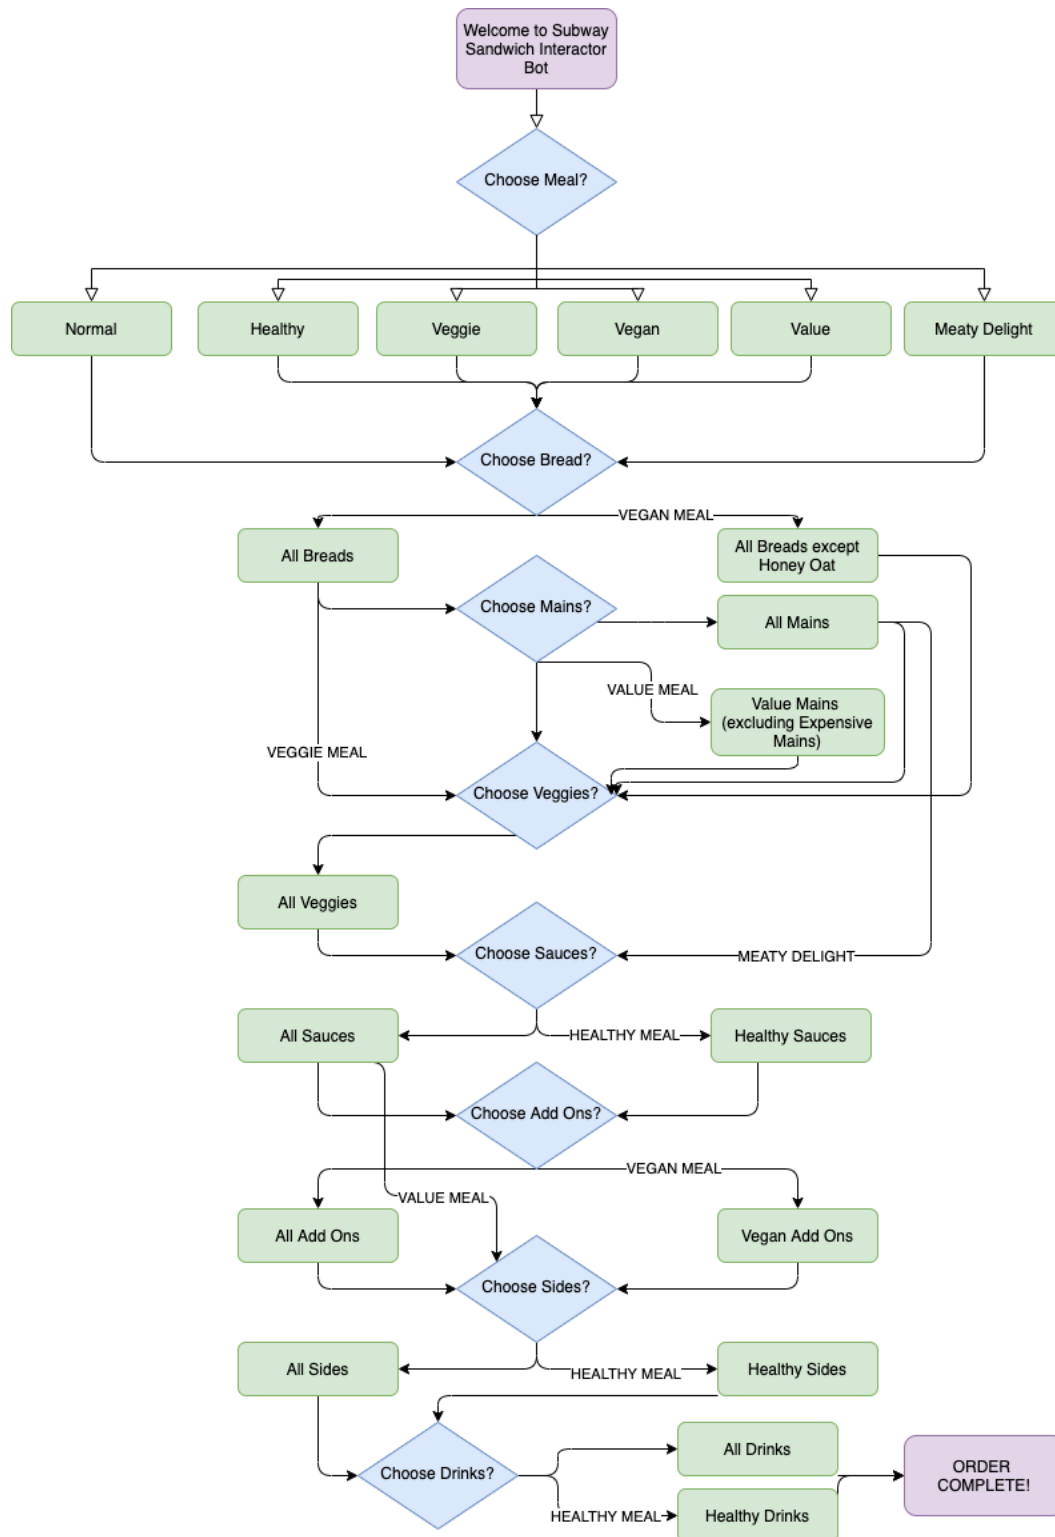 Welcome to Subway
Sandwich Interactor
Bot
Choose Meal?
Normal
Healthy
Veggie
Vegan
Value
Meaty Delight
Choose Bread?
VEGAN MEAL
All Breads
All Breads except
Honey Oat
Choose Mains?
All Mains
VALUE MEAL
Value Mains
(excluding Expensive
Mains)
VEGGIE MEAL
Choose Veggies?
All Veggies
Choose Sauces?
MEATY DELIGHT
All Sauces
HEALTHY MEAL
Healthy Sauces
Choose Add Ons?
VEGAN MEAL
VALUE MEAL
All Add Ons
Vegan Add Ons
Choose Sides?
All Sides
HEALTHY MEAL
Healthy Sides
Choose Drinks?
All Drinks
HEALTHY MEAL
Healthy Drinks
ORDER
COMPLETE!